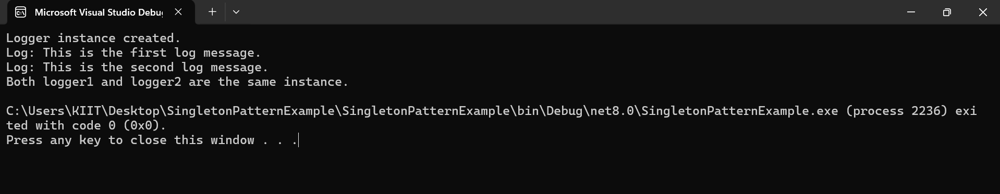 Microsoft Visual Studio Debu
Logger instance created.
Log: This is the first log message.
Log: This is the second log message.
Both logger1 and logger2 are the same instance.
C:\Users\KIIT\Desktop\SingletonPatternExample\SingletonPatternExample\bin\Debug\net8.0\SingletonPatternExample.exe (process 2236) exi
ted with code 0 (0x0).
Press any key to close this window . . .